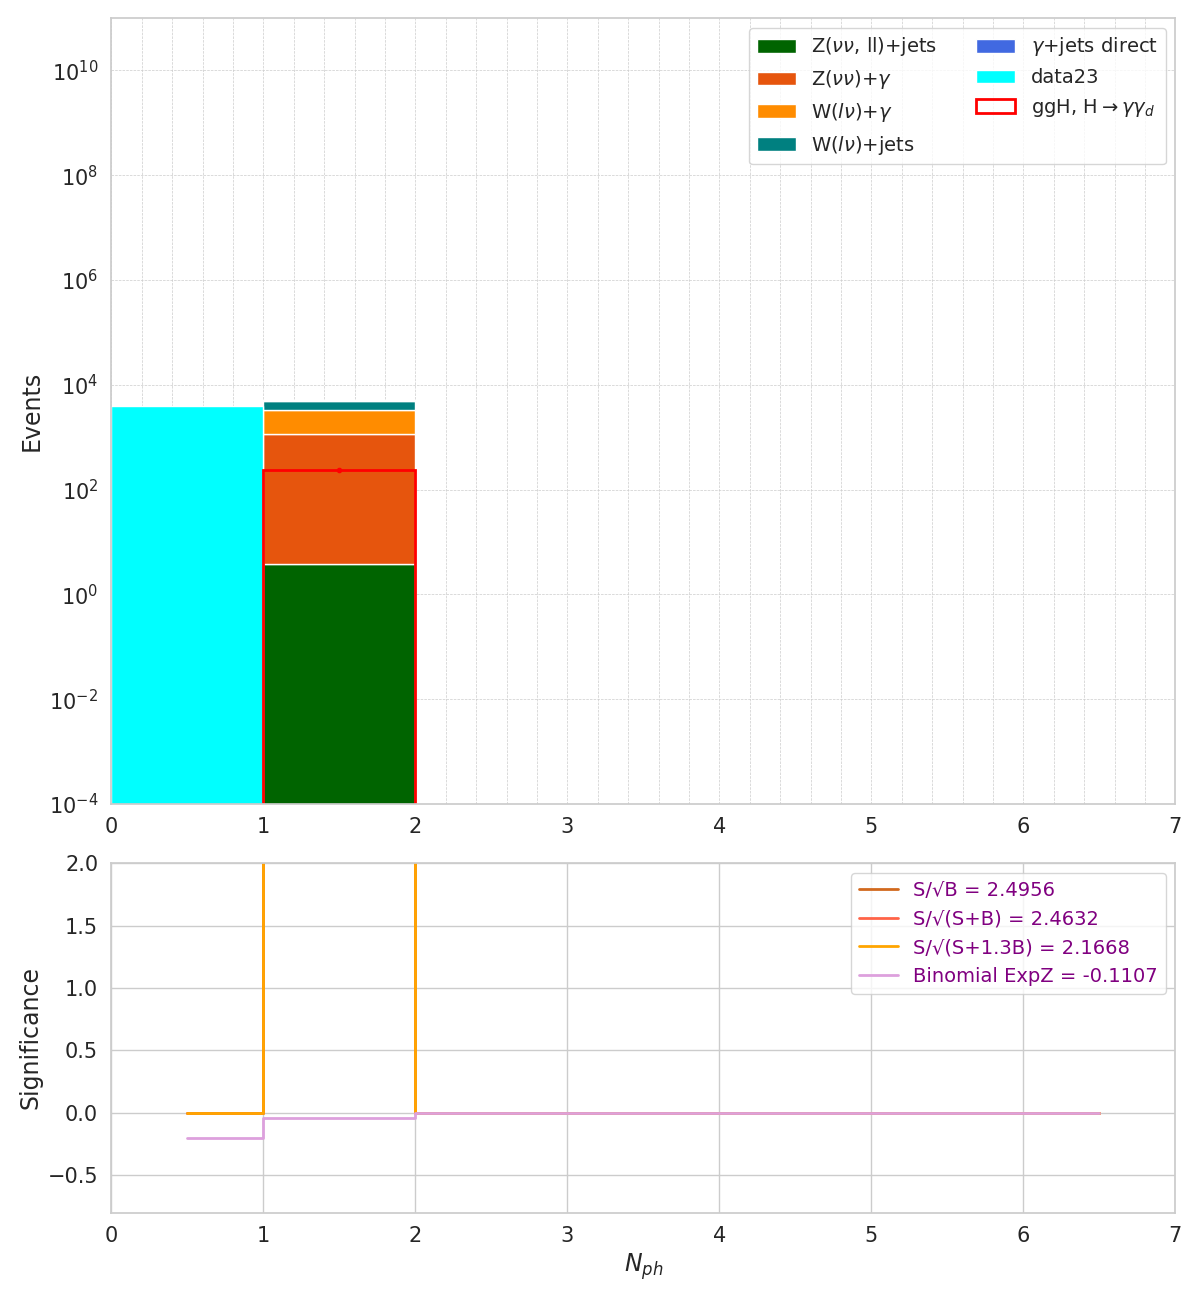 Z(νν, ll)+jets
Z(νν)+γ
W(lν)+γ
W(lν)+jets
γ+jets direct
data23
ggH, H→γγ_d
Events
10^10
10^8
10^6
10^4
10^2
10^0
10^−2
10^−4
0 1 2 3 4 5 6 7
S/√B = 2.4956
S/√(S+B) = 2.4632
S/√(S+1.3B) = 2.1668
Binomial ExpZ = -0.1107
Significance
2.0
1.5
1.0
0.5
0.0
−0.5
0 1 2 3 4 5 6 7
N_ph